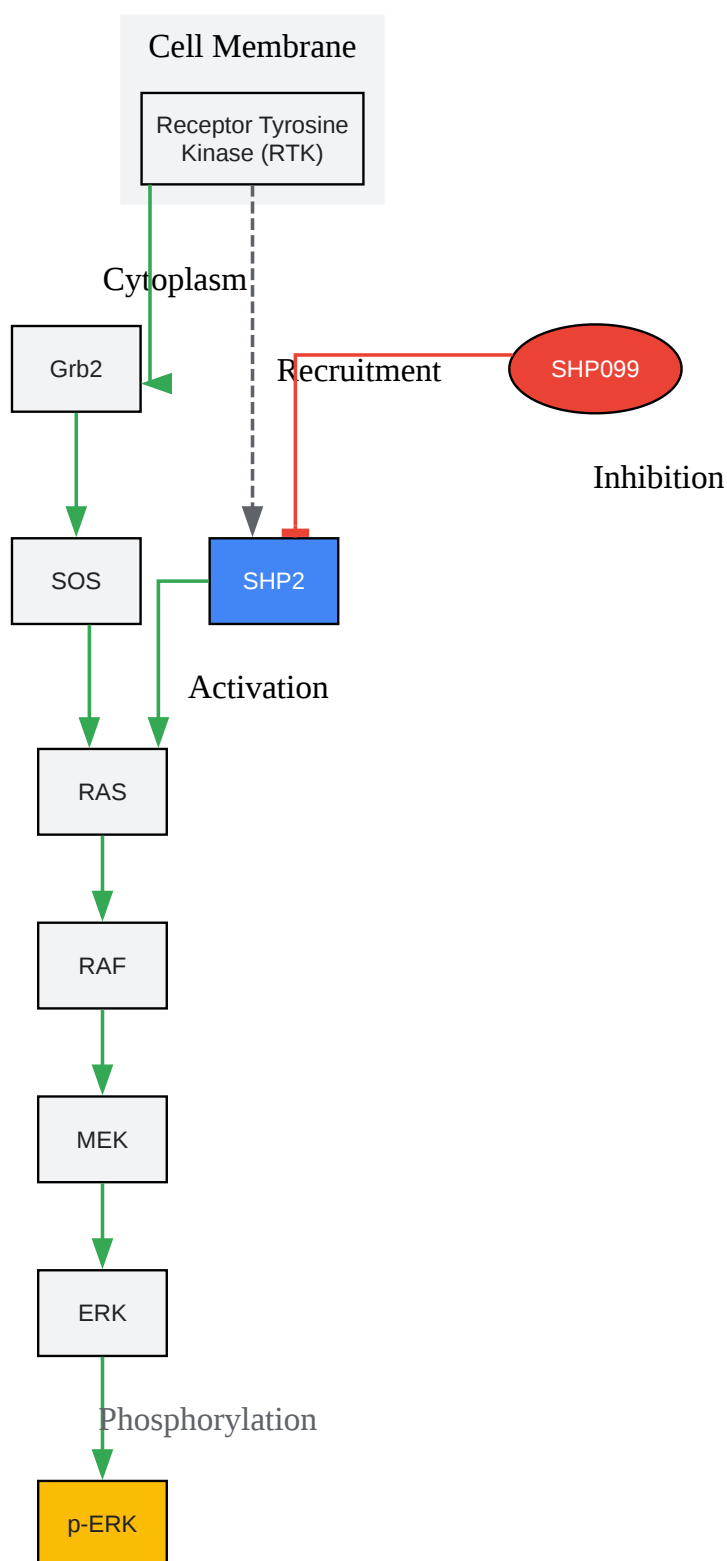 Cell Membrane
Receptor Tyrosine
Kinase (RTK)
Cytoplasm
Grb2
Recruitment
SHP099
Inhibition
SOS
SHP2
Activation
RAS
RAF
MEK
ERK
Phosphorylation
p-ERK